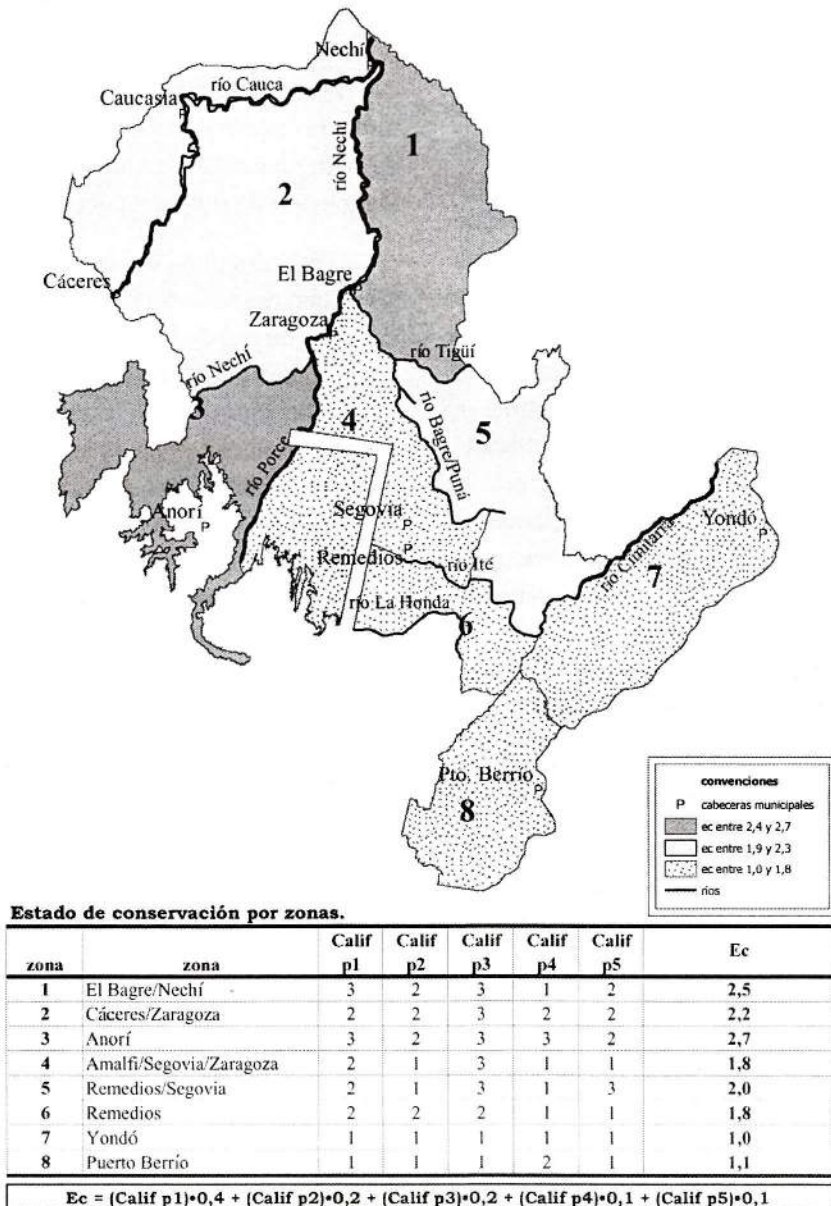 Nechí
río Cauca
Caucasia
1
río Nechí
2
El Bagre
Cáceres
Zaragoza
río Tigüí
río Nechí
3
4
5
río Bagre/Puná
río Porce
Anorí
Segovia
Yondó
Remedios
río Ité
río Cimitarra
7
río La Honda
6
Pto. Berrío
8
convenciones
P cabeceras municipales
ec entre 2,4 y 2,7
ec entre 1,9 y 2,3
ec entre 1,0 y 1,8
ríos
Estado de conservación por zonas.
zona zona Calif p1 Calif p2 Calif p3 Calif p4 Calif p5 Ec
1 El Bagre/Nechí 3 2 3 1 2 2,5
2 Cáceres/Zaragoza 2 2 3 2 2 2,2
3 Anorí 3 2 3 3 2 2,7
4 Amalfi/Segovia/Zaragoza 2 1 3 1 1 1,8
5 Remedios/Segovia 2 1 3 1 3 2,0
6 Remedios 2 2 2 1 1 1,8
7 Yondó 1 1 1 1 1 1,0
8 Puerto Berrío 1 1 1 2 1 1,1
Ec = (Calif p1)•0,4 + (Calif p2)•0,2 + (Calif p3)•0,2 + (Calif p4)•0,1 + (Calif p5)•0,1